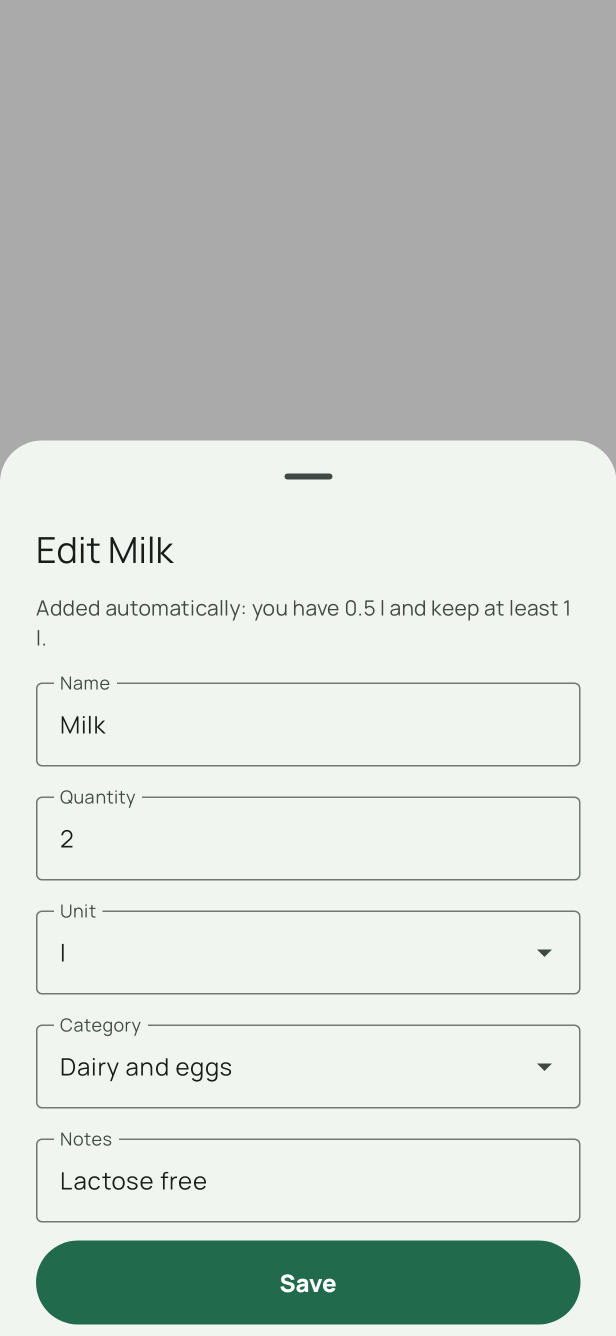 Edit Milk
Added automatically: you have 0.5 l and keep at least 1
l.
Name
Milk
Quantity
2
Unit
l
Category
Dairy and eggs
Notes
Lactose free
Save